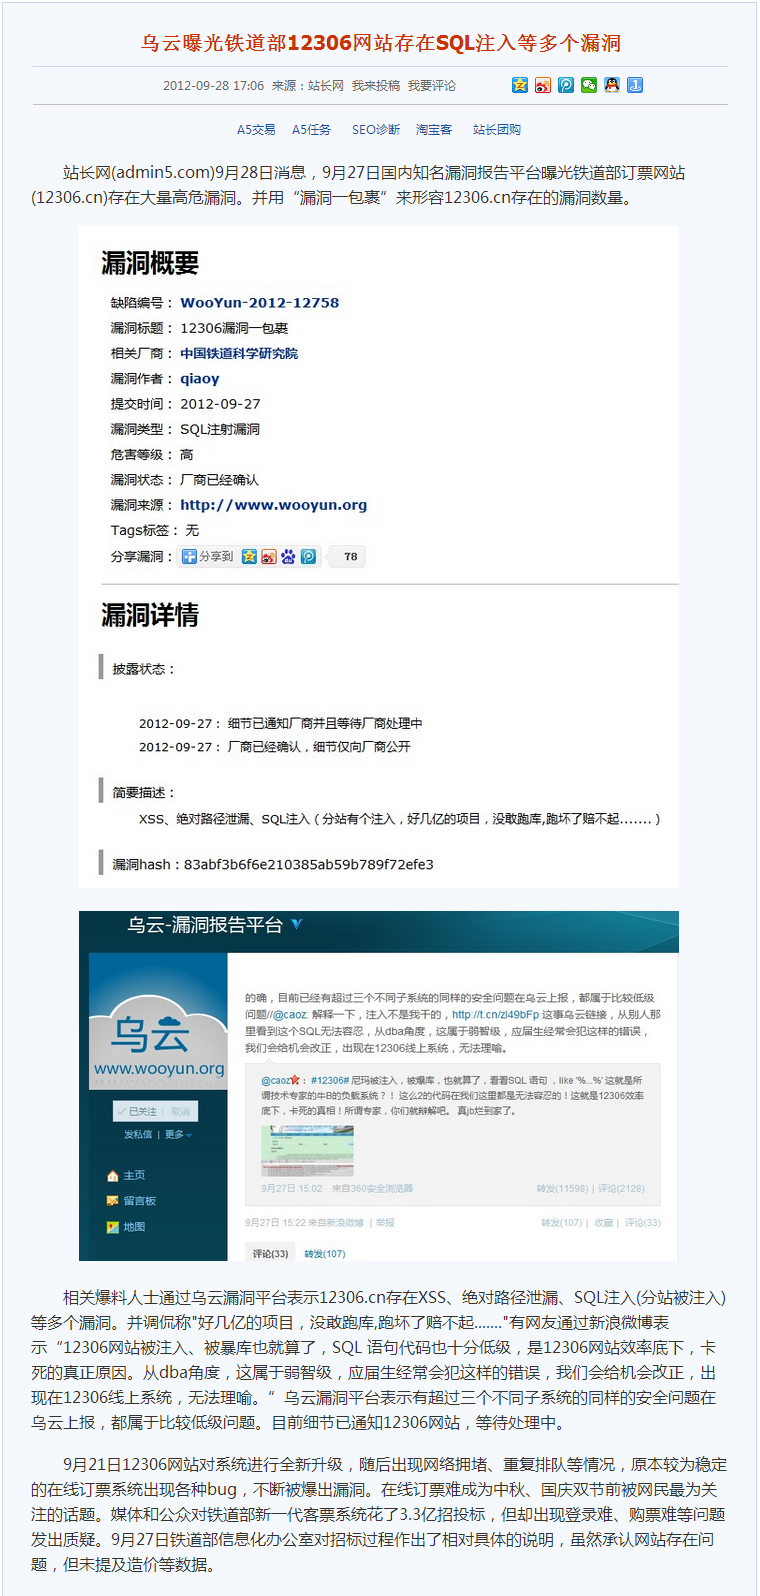 乌云曝光铁道部12306网站存在SQL注入等多个漏洞
2012-09-28 17:06 来源：站长网 我来投稿 我要评论
A5交易 A5任务 SEO诊断 淘宝客 站长团购
站长网(admin5.com)9月28日消息，9月27日国内知名漏洞报告平台曝光铁道部订票网站
(12306.cn)存在大量高危漏洞。并用“漏洞一包裹”来形容12306.cn存在的漏洞数量。
漏洞概要
缺陷编号： WooYun-2012-12758
漏洞标题： 12306漏洞一包裹
相关厂商： 中国铁道科学研究院
漏洞作者： qiaoy
提交时间： 2012-09-27
漏洞类型： SQL注射漏洞
危害等级： 高
漏洞状态： 厂商已经确认
漏洞来源： http://www.wooyun.org
Tags标签： 无
分享漏洞： 分享到 78
漏洞详情
披露状态：
2012-09-27： 细节已通知厂商并且等待厂商处理中
2012-09-27： 厂商已经确认，细节仅向厂商公开
简要描述：
XSS、绝对路径泄漏、SQL注入（分站有个注入，好几亿的项目，没敢跑库,跑坏了赔不起.......）
漏洞hash：83abf3b6f6e210385ab59b789f72efe3
乌云-漏洞报告平台
乌云
www.wooyun.org
已关注 | 取消
发私信 | 更多
主页
留言板
地图
的确，目前已经有超过三个不同子系统的同样的安全问题在乌云上报，都属于比较低级
问题//@caoz: 解释一下，注入不是我干的，http://t.cn/zl49bFp 这事乌云链接，从别人那
里看到这个SQL无法容忍，从dba角度，这属于弱智级，应届生经常会犯这样的错误，
我们会给机会改正，出现在12306线上系统，无法理喻。
@caoz： #12306# 尼玛被注入，被爆库，也就算了，看看SQL 语句 ，like '%...%' 这就是所
谓技术专家的牛B的负载系统？！ 这么2的代码在我们这里都是无法容忍的！这就是12306效率
底下，卡死的真相！所谓专家，你们就辩解吧。 真jb烂到家了。
9月27日 15:02 来自360安全浏览器 转发(11598) | 评论(2128)
9月27日 15:22 来自新浪微博 | 举报 转发(107) | 收藏 | 评论(33)
评论(33) 转发(107)
相关爆料人士通过乌云漏洞平台表示12306.cn存在XSS、绝对路径泄漏、SQL注入(分站被注入)
等多个漏洞。并调侃称"好几亿的项目，没敢跑库,跑坏了赔不起......."有网友通过新浪微博表
示“12306网站被注入、被暴库也就算了，SQL 语句代码也十分低级，是12306网站效率底下，卡
死的真正原因。从dba角度，这属于弱智级，应届生经常会犯这样的错误，我们会给机会改正，出
现在12306线上系统，无法理喻。”乌云漏洞平台表示有超过三个不同子系统的同样的安全问题在
乌云上报，都属于比较低级问题。目前细节已通知12306网站，等待处理中。
9月21日12306网站对系统进行全新升级，随后出现网络拥堵、重复排队等情况，原本较为稳定
的在线订票系统出现各种bug，不断被爆出漏洞。在线订票难成为中秋、国庆双节前被网民最为关
注的话题。媒体和公众对铁道部新一代客票系统花了3.3亿招投标，但却出现登录难、购票难等问题
发出质疑。9月27日铁道部信息化办公室对招标过程作出了相对具体的说明，虽然承认网站存在问
题，但未提及造价等数据。